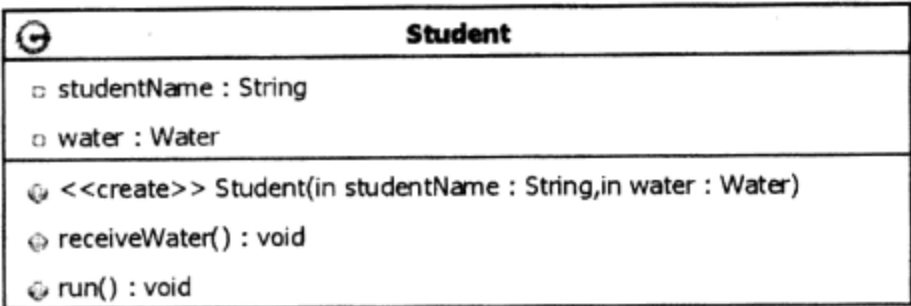 Student
studentName : String
water : Water
<<create>> Student(in studentName : String,in water : Water)
receiveWater() : void
run() : void